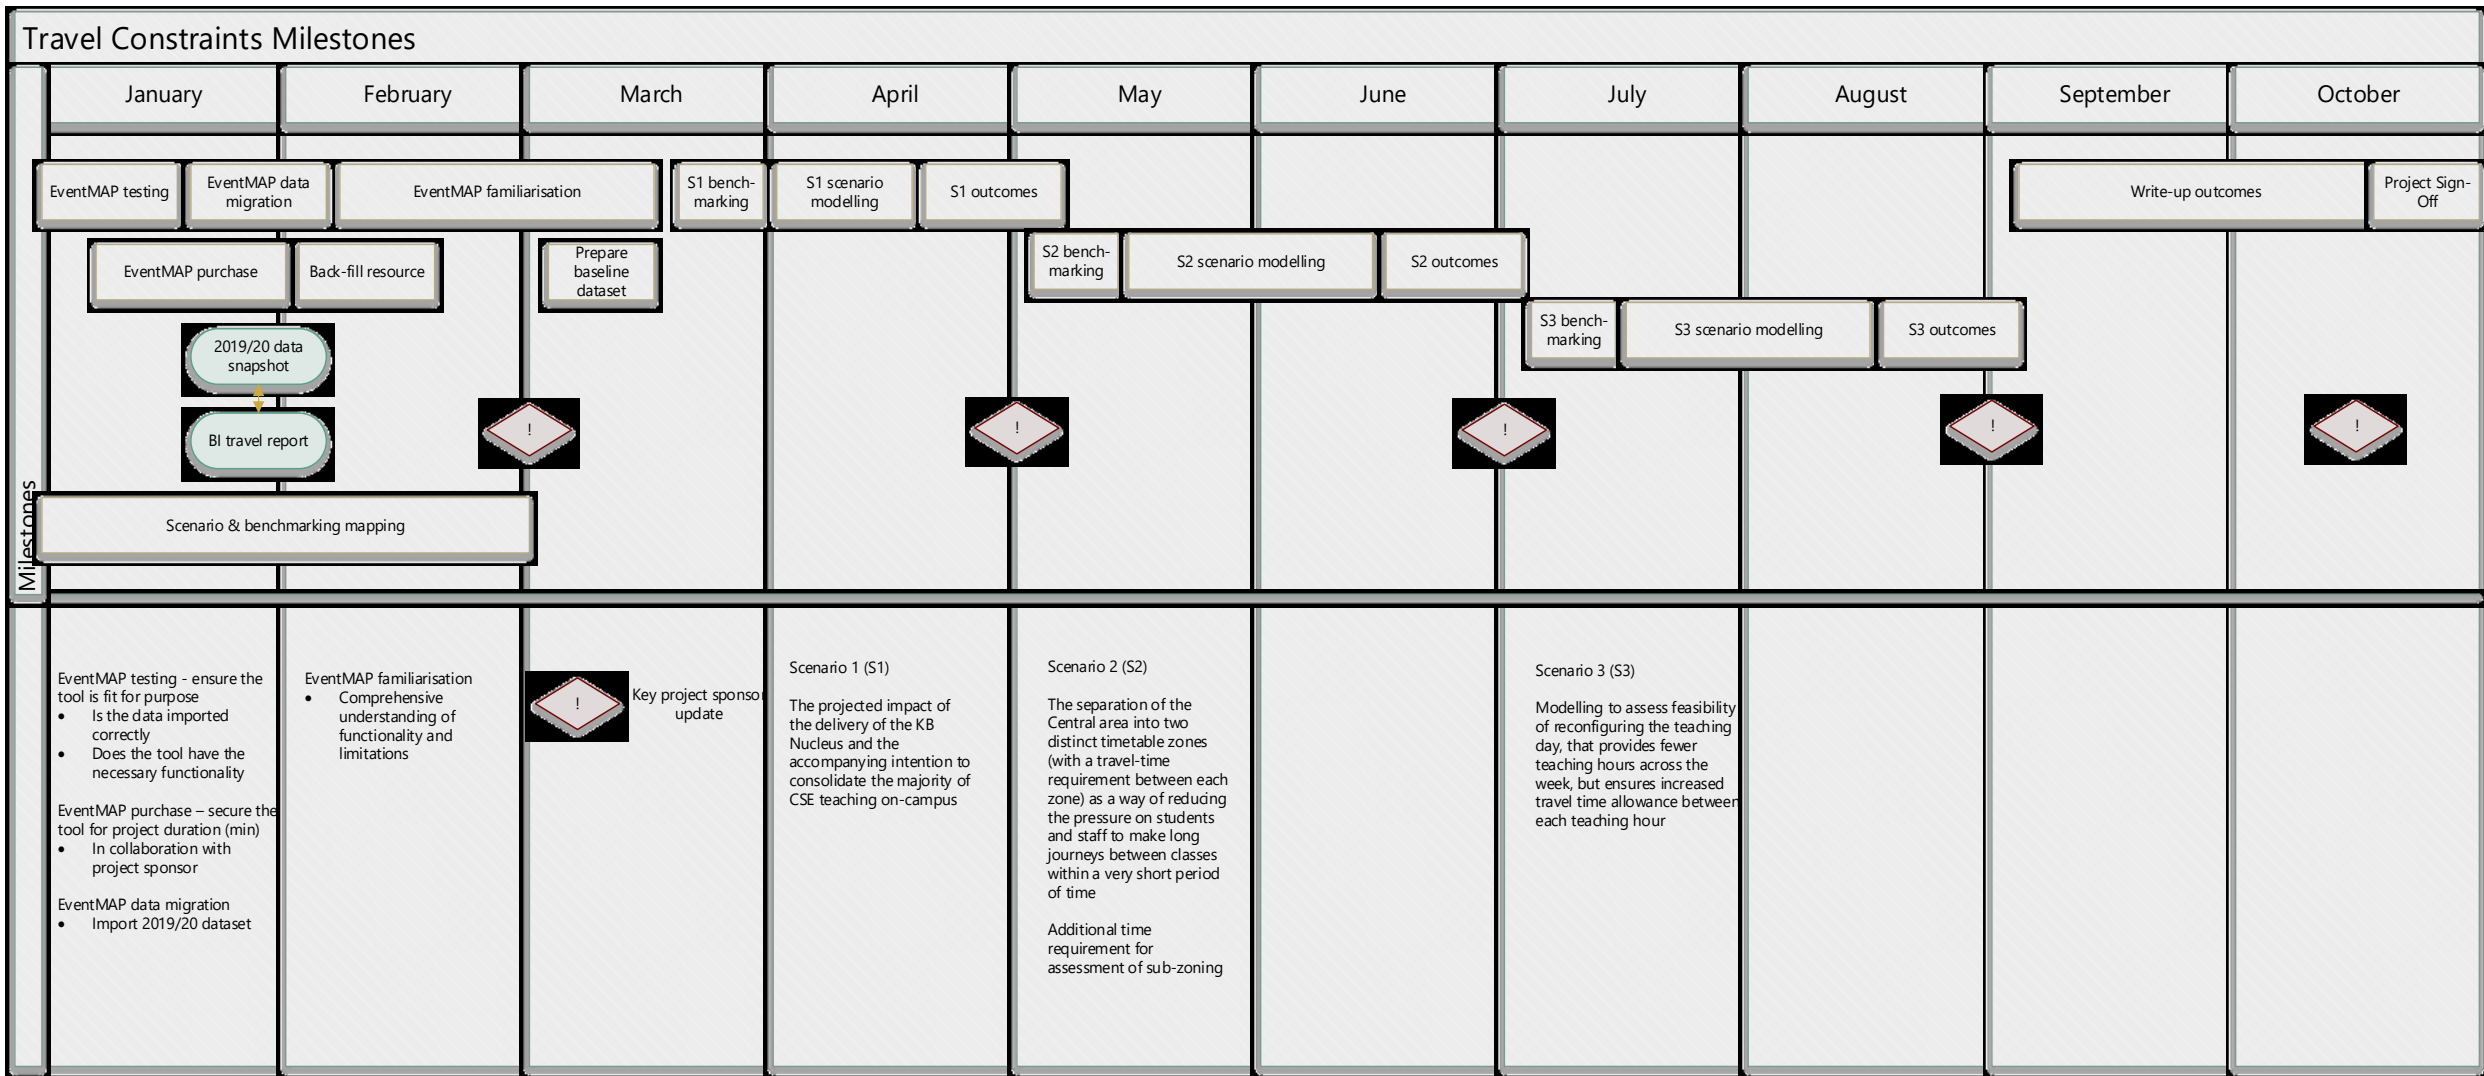 Travel Constraints Milestones
January
February
March
April
May
June
July
August
September
October
Milestones
EventMAP testing
EventMAP data
migration
EventMAP familiarisation
S1 bench-
marking
S1 scenario
modelling
S1 outcomes
Write-up outcomes
Project Sign-
Off
EventMAP purchase
Back-fill resource
Prepare
baseline
dataset
S2 bench-
marking
S2 scenario modelling
S2 outcomes
2019/20 data
snapshot
S3 bench-
marking
S3 scenario modelling
S3 outcomes
BI travel report
!
!
!
!
!
Scenario & benchmarking mapping
EventMAP testing - ensure the
tool is fit for purpose
• Is the data imported
correctly
• Does the tool have the
necessary functionality
EventMAP purchase – secure the
tool for project duration (min)
• In collaboration with
project sponsor
EventMAP data migration
• Import 2019/20 dataset
EventMAP familiarisation
• Comprehensive
understanding of
functionality and
limitations
!
Key project sponsor
update
Scenario 1 (S1)
The projected impact of
the delivery of the KB
Nucleus and the
accompanying intention to
consolidate the majority of
CSE teaching on-campus
Scenario 2 (S2)
The separation of the
Central area into two
distinct timetable zones
(with a travel-time
requirement between each
zone) as a way of reducing
the pressure on students
and staff to make long
journeys between classes
within a very short period
of time
Additional time
requirement for
assessment of sub-zoning
Scenario 3 (S3)
Modelling to assess feasibility
of reconfiguring the teaching
day, that provides fewer
teaching hours across the
week, but ensures increased
travel time allowance between
each teaching hour